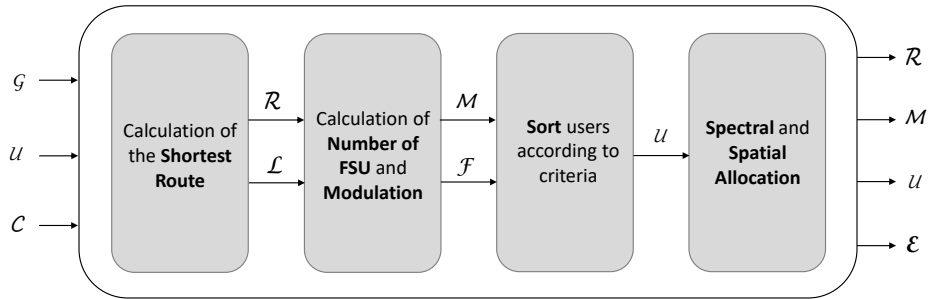 𝒢
𝒰
𝒞
Calculation of
the Shortest
Route
ℛ
ℒ
Calculation of
Number of
FSU and
Modulation
ℳ
ℱ
Sort users
according to
criteria
𝒰
Spectral and
Spatial
Allocation
ℛ
ℳ
𝒰
ℰ